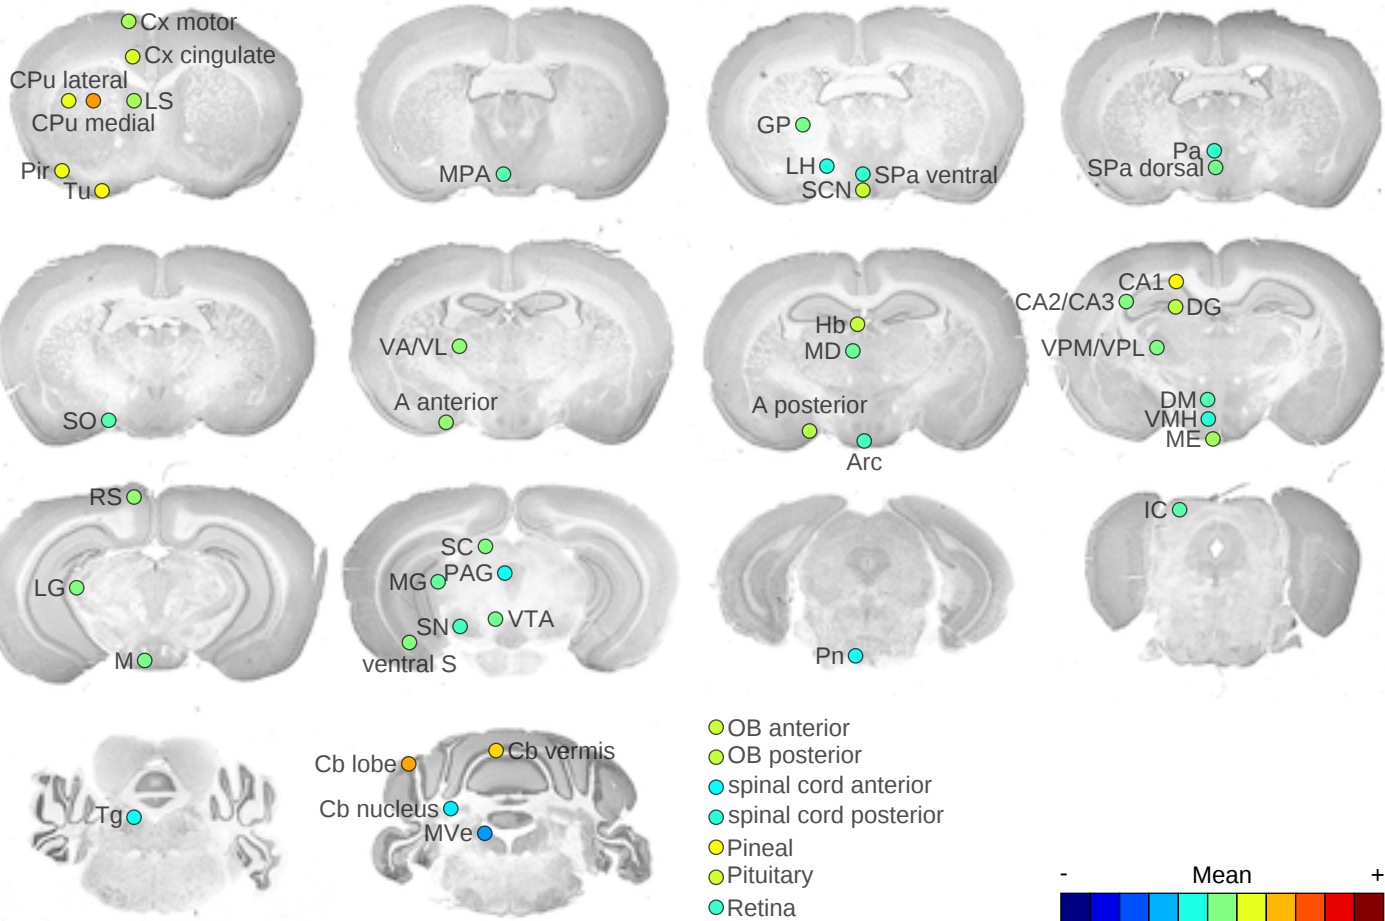 Cx motor
Cx cingulate
CPu lateral
LS
CPu medial
Pir
Tu
MPA
GP
LH
SPa ventral
SCN
Pa
SPa dorsal
SO
VA/VL
A anterior
Hb
MD
A posterior
Arc
CA1
CA2/CA3
DG
VPM/VPL
DM
VMH
ME
RS
LG
M
SC
PAG
MG
VTA
SN
ventral S
Pn
IC
Tg
Cb lobe
Cb vermis
Cb nucleus
MVe
OB anterior
OB posterior
spinal cord anterior
spinal cord posterior
Pineal
Pituitary
Retina
- Mean +